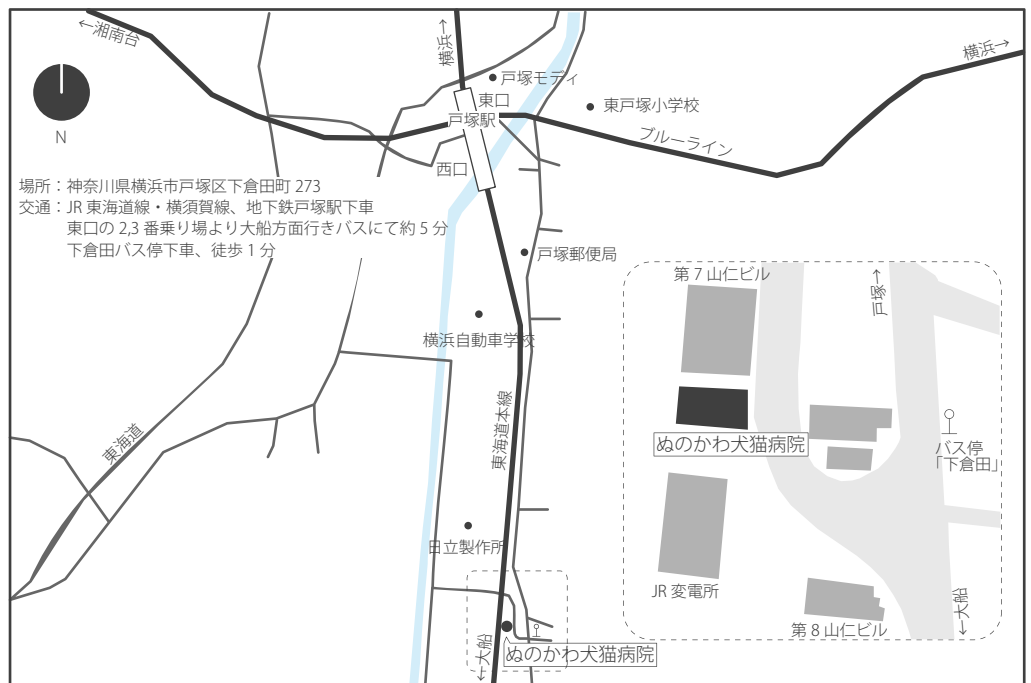 ←湘南台
横浜→
横浜→
戸塚モディ
東口
東戸塚小学校
戸塚駅
ブルーライン
N
西口
場所：神奈川県横浜市戸塚区下倉田町 273
交通：JR 東海道線・横須賀線、地下鉄戸塚駅下車
東口の 2,3 番乗り場より大船方面行きバスにて約 5 分
下倉田バス停下車、徒歩 1 分
戸塚郵便局
横浜自動車学校
東海道本線
東海道
日立製作所
ぬのかわ犬猫病院
←大船
第 7 山仁ビル
戸塚→
ぬのかわ犬猫病院
バス停
「下倉田」
JR 変電所
第 8 山仁ビル
←大船